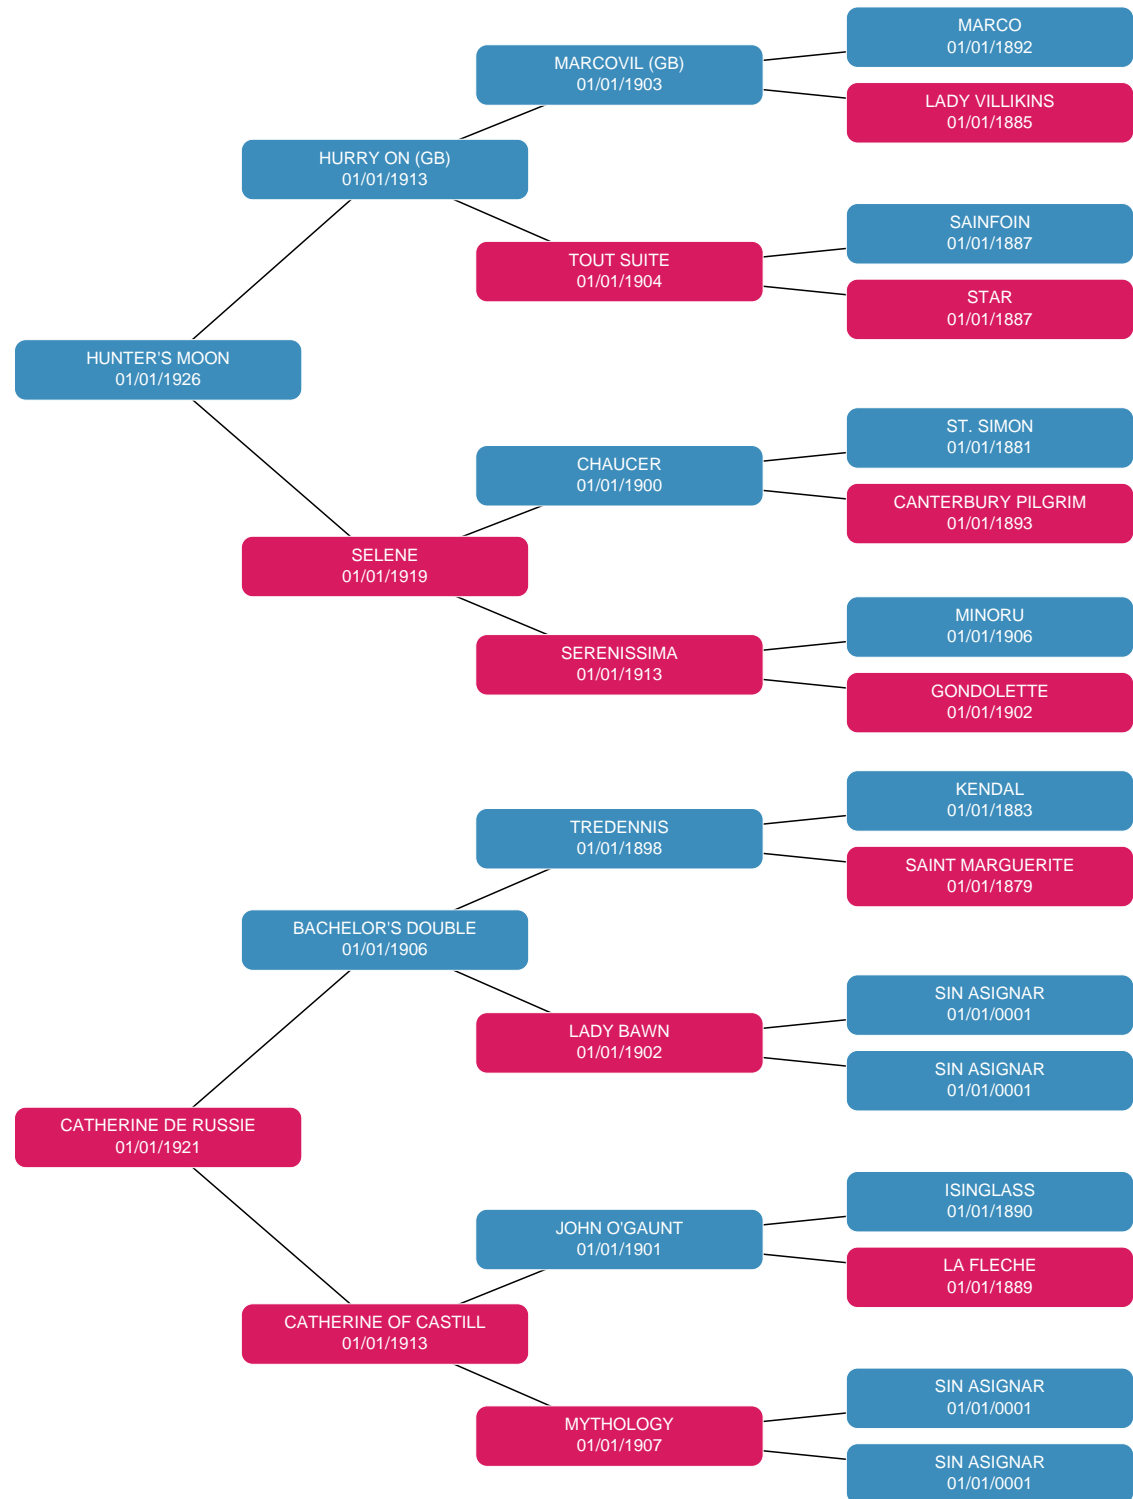 MARCO
01/01/1892
MARCOVIL (GB)
01/01/1903
LADY VILLIKINS
01/01/1885
HURRY ON (GB)
01/01/1913
SAINFOIN
01/01/1887
TOUT SUITE
01/01/1904
STAR
01/01/1887
HUNTER'S MOON
01/01/1926
ST. SIMON
01/01/1881
CHAUCER
01/01/1900
CANTERBURY PILGRIM
01/01/1893
SELENE
01/01/1919
MINORU
01/01/1906
SERENISSIMA
01/01/1913
GONDOLETTE
01/01/1902
KENDAL
01/01/1883
TREDENNIS
01/01/1898
SAINT MARGUERITE
01/01/1879
BACHELOR'S DOUBLE
01/01/1906
SIN ASIGNAR
01/01/0001
LADY BAWN
01/01/1902
SIN ASIGNAR
01/01/0001
CATHERINE DE RUSSIE
01/01/1921
ISINGLASS
01/01/1890
JOHN O'GAUNT
01/01/1901
LA FLECHE
01/01/1889
CATHERINE OF CASTILL
01/01/1913
SIN ASIGNAR
01/01/0001
MYTHOLOGY
01/01/1907
SIN ASIGNAR
01/01/0001